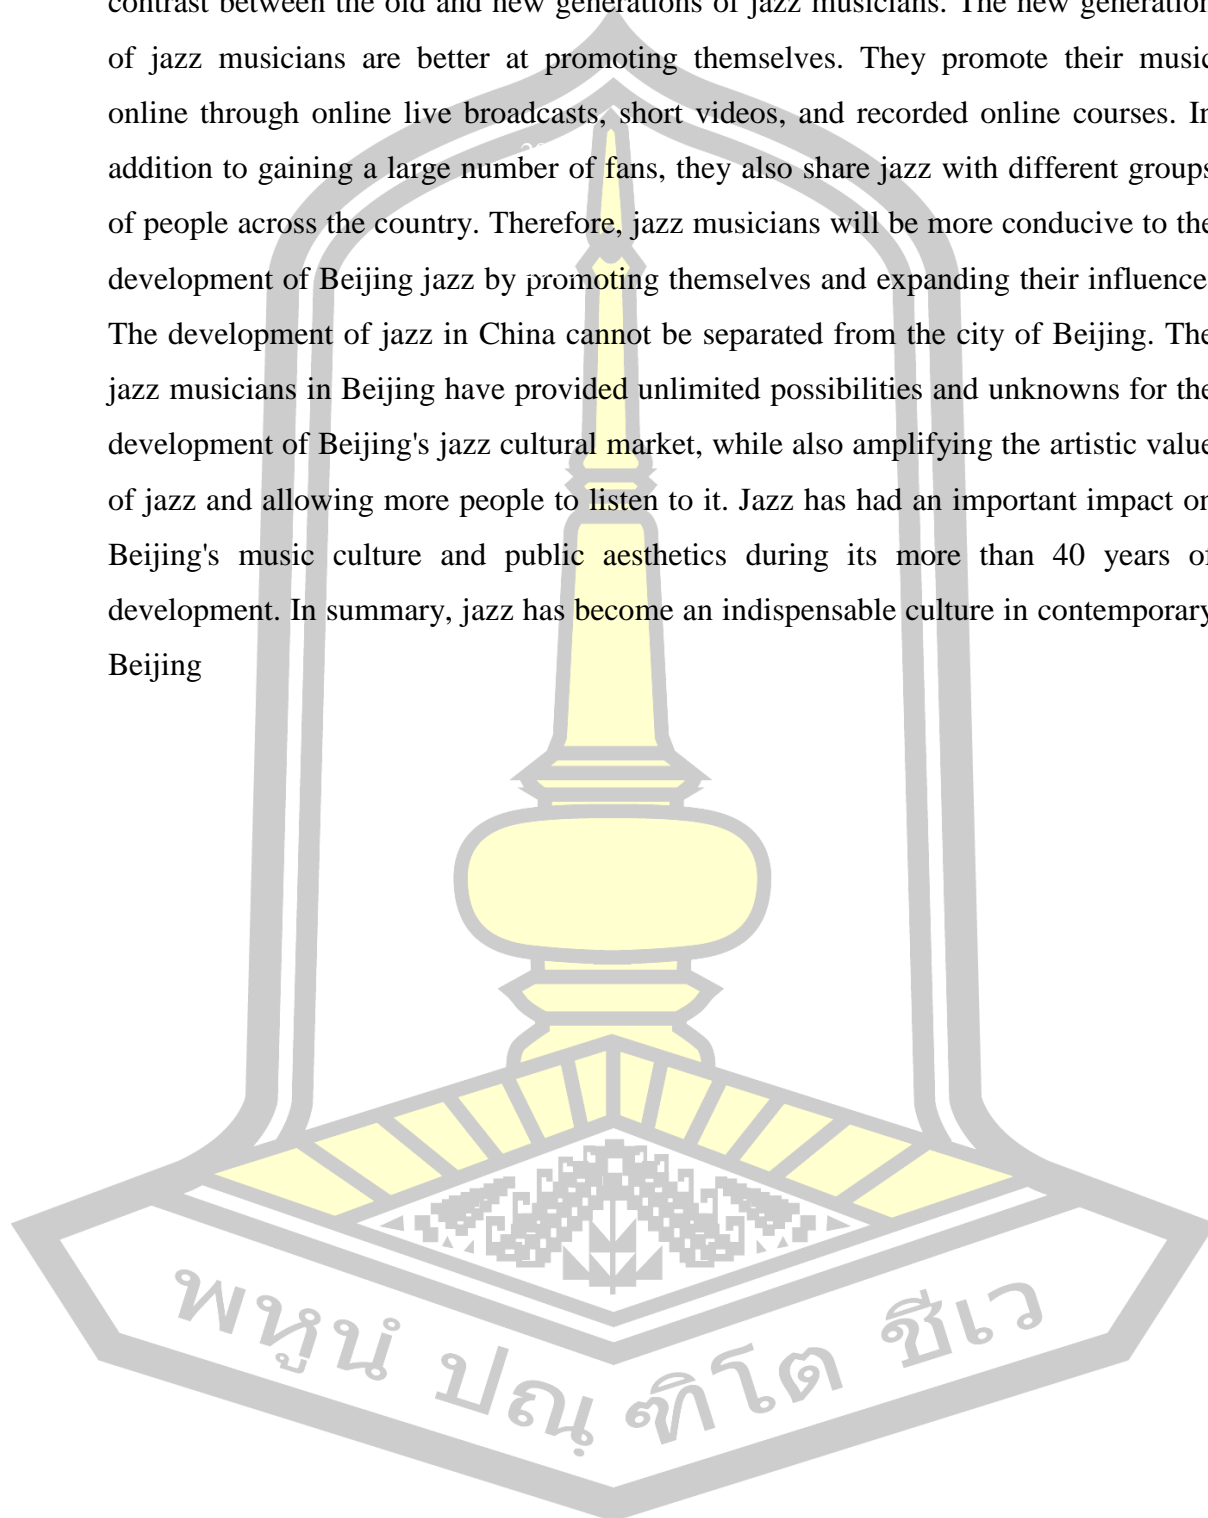 contrast between the old and new generations of jazz musicians. The new generation
of jazz musicians are better at promoting themselves. They promote their music
online through online live broadcasts, short videos, and recorded online courses. In
addition to gaining a large number of fans, they also share jazz with different groups
of people across the country. Therefore, jazz musicians will be more conducive to the
development of Beijing jazz by promoting themselves and expanding their influence
The development of jazz in China cannot be separated from the city of Beijing. The
jazz musicians in Beijing have provided unlimited possibilities and unknowns for the
development of Beijing's jazz cultural market, while also amplifying the artistic value
of jazz and allowing more people to listen to it. Jazz has had an important impact on
Beijing's music culture and public aesthetics during its more than 40 years of
development. In summary, jazz has become an indispensable culture in contemporary
Beijing
พหูนํ ปณฺฑิโต ชีเว